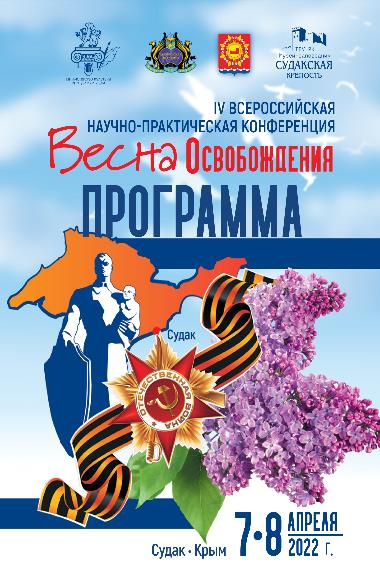 СУДАКСКАЯ
КРЕПОСТЬ
IV ВСЕРОССИЙСКАЯ
НАУЧНО-ПРАКТИЧЕСКАЯ КОНФЕРЕНЦИЯ
Весна Освобождения
ПРОГРАММА
Судак
ОТЕЧЕСТВЕННАЯ ВОЙНА
Судак · Крым
7·8 АПРЕЛЯ
2022 г.